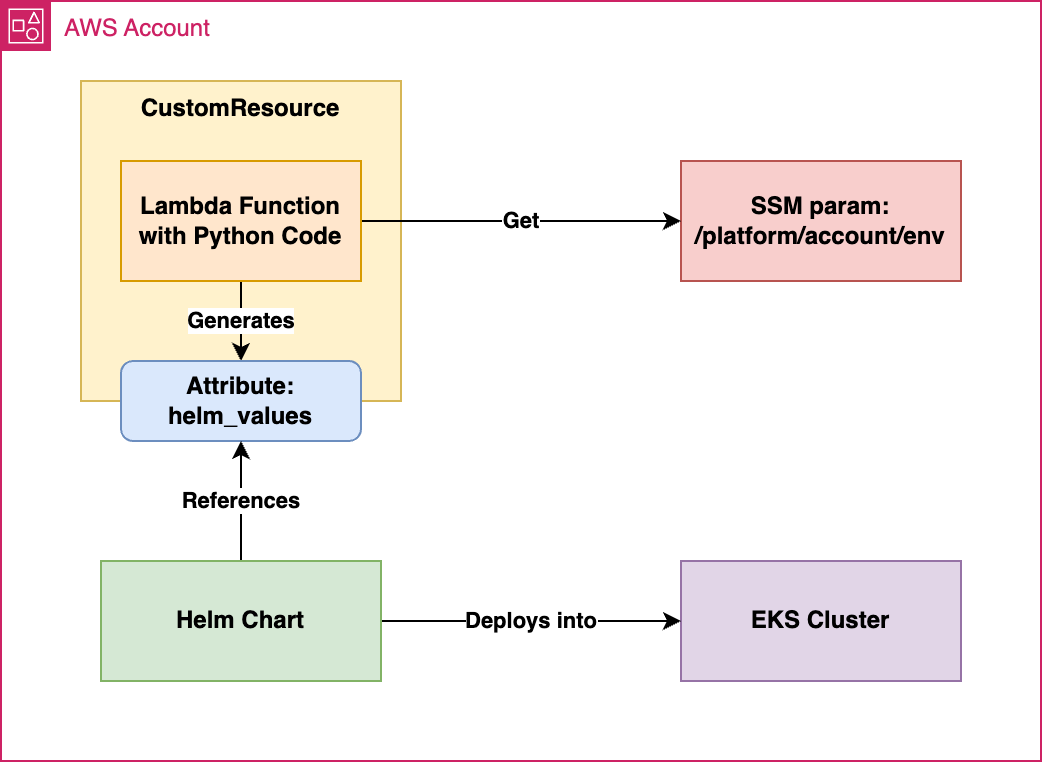 AWS Account
CustomResource
Lambda Function
with Python Code
Get
SSM param:
/platform/account/env
Generates
Attribute:
helm_values
References
Helm Chart
Deploys into
EKS Cluster